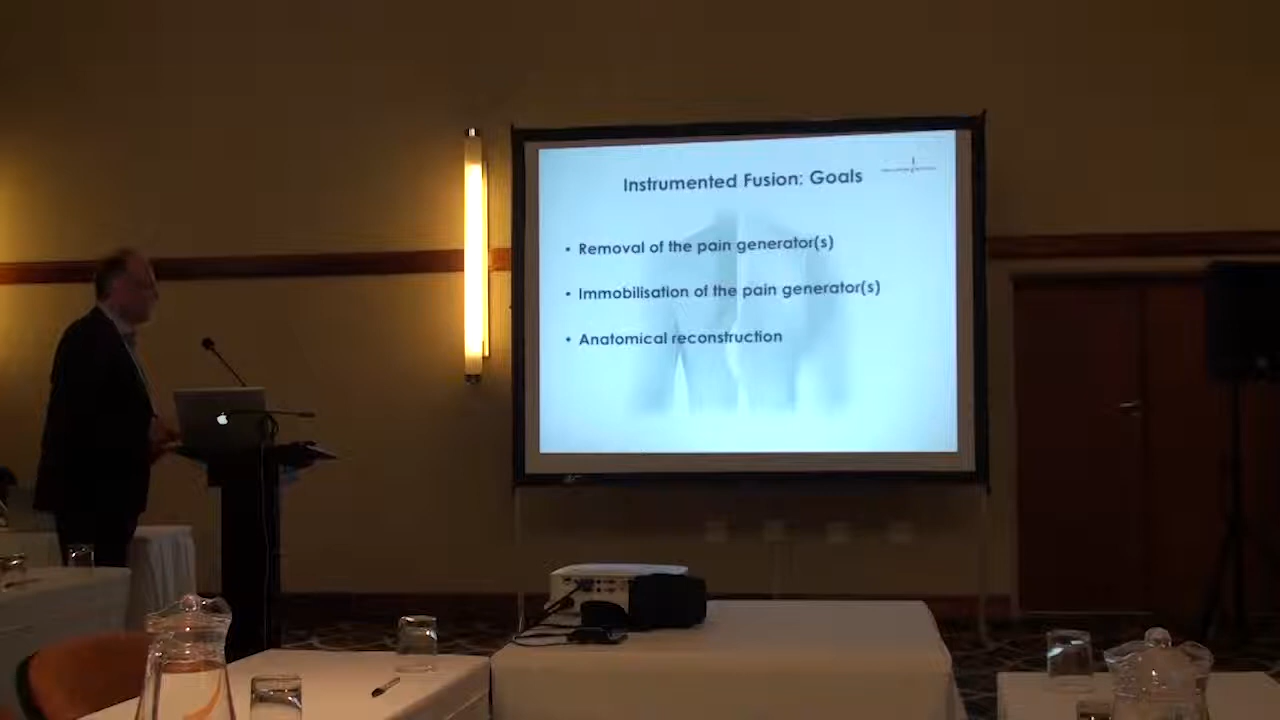 Instrumented Fusion: Goals
• Removal of the pain generator(s)
• Immobilisation of the pain generator(s)
• Anatomical reconstruction